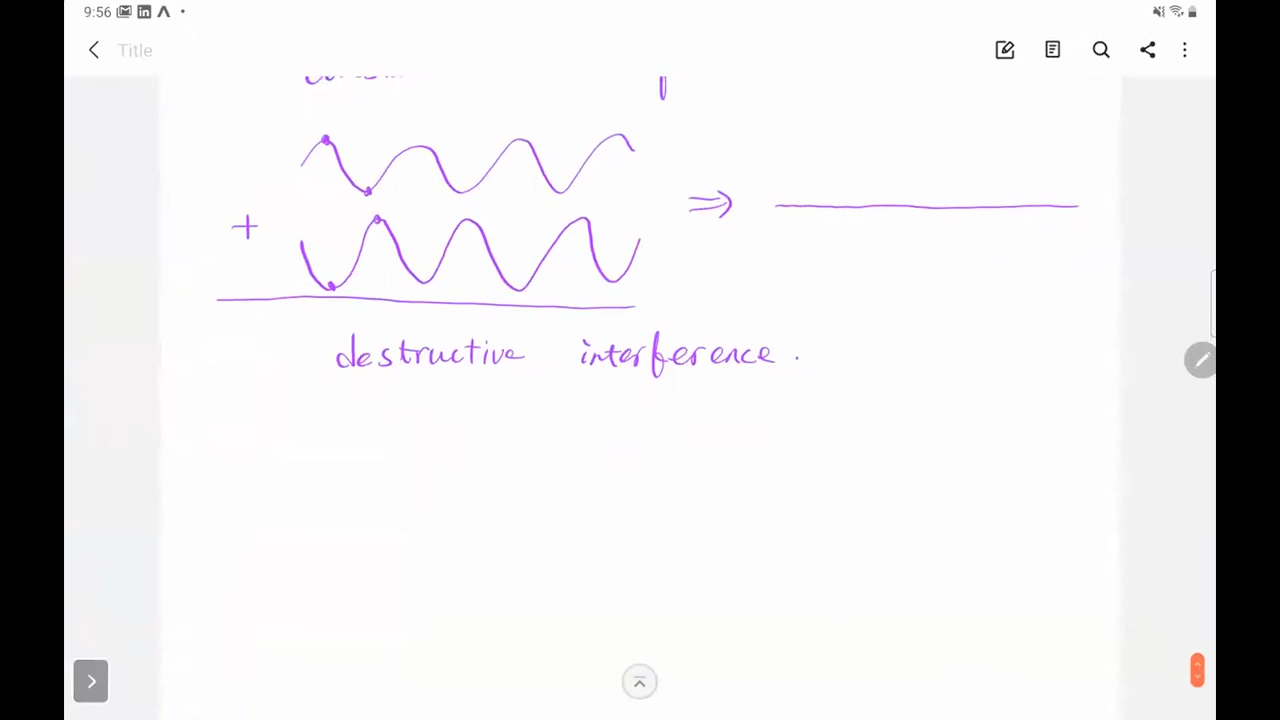 9:56
Title
+ ⇒
destructive interference.